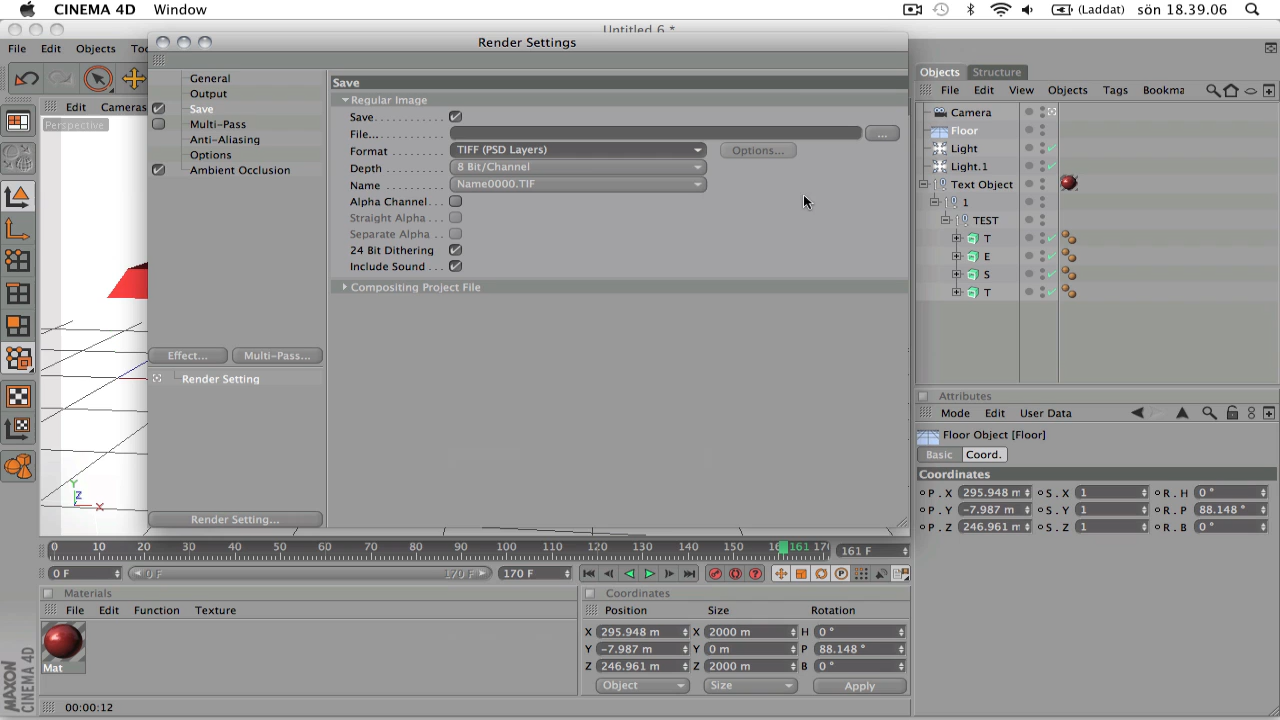 CINEMA 4D Window (Laddat) sön 18.39.06
Untitled 6 *
Render Settings
File Edit Objects
General
Output
Save
Multi-Pass
Anti-Aliasing
Options
Ambient Occlusion
Effect... Multi-Pass...
Render Setting
Render Setting...
Save
Regular Image
Save
File... ...
Format TIFF (PSD Layers) Options...
Depth 8 Bit/Channel
Name Name0000.TIF
Alpha Channel
Straight Alpha
Separate Alpha
24 Bit Dithering
Include Sound
Compositing Project File
Edit Cameras
Perspective
Y
Z
X
Objects Structure
File Edit View Objects Tags Bookma
Camera
Floor
Light
Light.1
Text Object
1
TEST
T
E
S
T
Attributes
Mode Edit User Data
Floor Object [Floor]
Basic Coord.
Coordinates
P . X 295.948 m S . X 1 R . H 0 °
P . Y -7.987 m S . Y 1 R . P 88.148 °
P . Z 246.961 m S . Z 1 R . B 0 °
0 10 20 30 40 50 60 70 80 90 100 110 120 130 140 150 161 161 F
0 F 0 F 170 F 170 F
Materials
File Edit Function Texture
Mat
Coordinates
Position Size Rotation
X 295.948 m X 2000 m H 0 °
Y -7.987 m Y 0 m P 88.148 °
Z 246.961 m Z 2000 m B 0 °
Object Size Apply
MAXON
CINEMA 4D
00:00:12